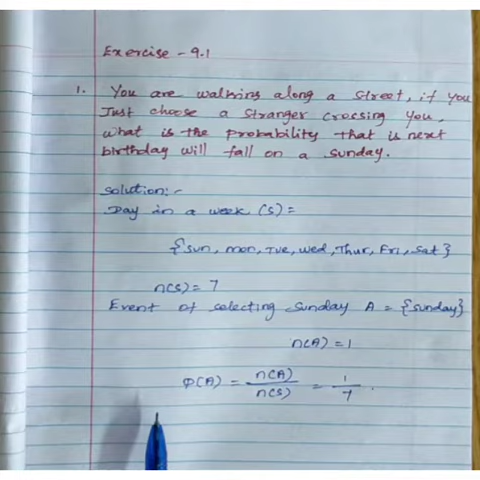 Exercise - 9.1
1. You are walking along a street, if you
Just choose a stranger crossing you,
what is the probability that is next
birthday will fall on a sunday.
solution:-
Day in a week (s) =
{sun, mon, Tue, wed, Thur, Fri, sat}
n(s) = 7
Event of selecting sunday A = {sunday}
n(A) = 1
P(A) = n(A)/n(s) = 1/7.